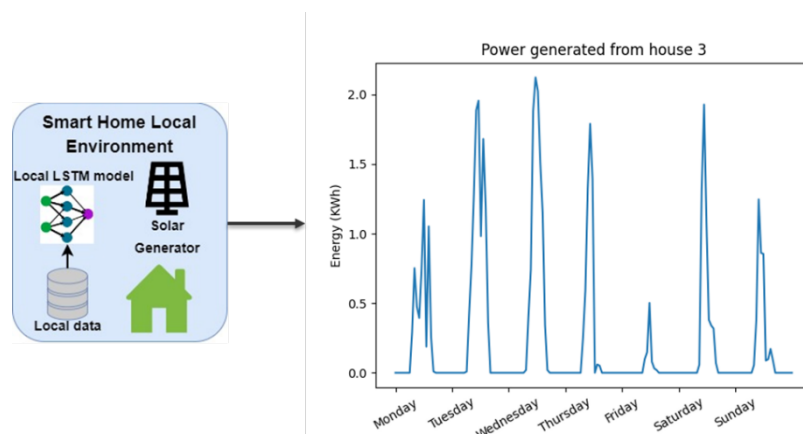 Smart Home Local
Environment
Local LSTM model
Solar
Generator
Local data
Power generated from house 3
Energy (KWh)
2.0
1.5
1.0
0.5
0.0
Monday
Tuesday
Wednesday
Thursday
Friday
Saturday
Sunday